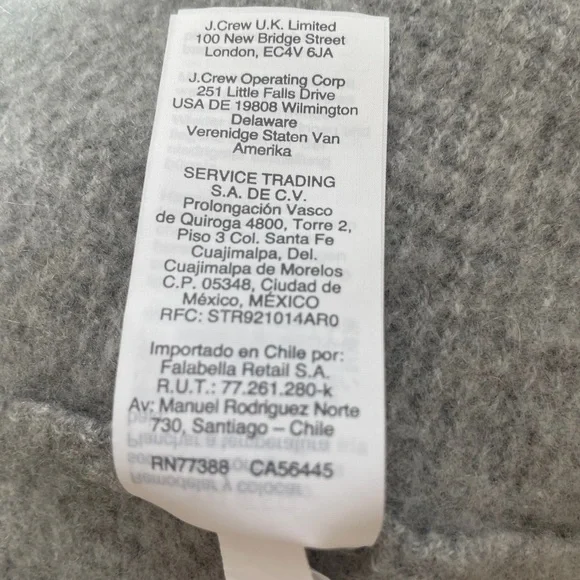 J.Crew U.K. Limited
100 New Bridge Street
London, EC4V 6JA
J.Crew Operating Corp
251 Little Falls Drive
USA DE 19808 Wilmington
Delaware
Verenidge Staten Van
Amerika
SERVICE TRADING
S.A. DE C.V.
Prolongación Vasco
de Quiroga 4800, Torre 2,
Piso 3 Col. Santa Fe
Cuajimalpa, Del.
Cuajimalpa de Morelos
C.P. 05348, Ciudad de
México, MÉXICO
RFC: STR921014AR0
Importado en Chile por:
Falabella Retail S.A.
R.U.T.: 77.261.280-k
Av: Manuel Rodriguez Norte
730, Santiago – Chile
RN77388 CA56445